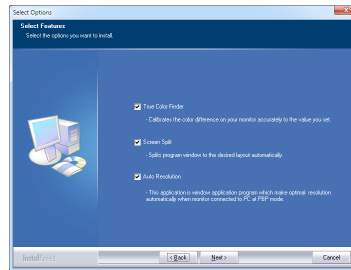 Select Options
Select Features
Select the options you want to install.
True Color Finder
- Calibrates the color difference on your monitor accurately to the value you set.
Screen Split
- Splits program window to the desired layout automatically.
Auto Resolution
- This application is window application program which make optimal resolution
automatically when monitor connected to PC at PBP mode.
InstallShield
< Back
Next >
Cancel